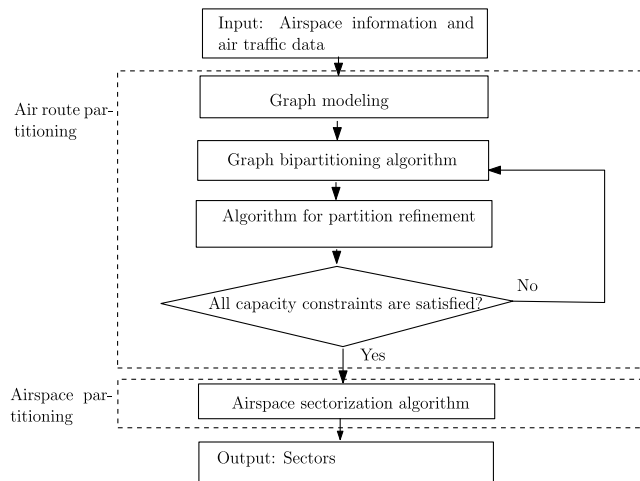 Input: Airspace information and
air traffic data
Air route par-
titioning
Graph modeling
Graph bipartitioning algorithm
Algorithm for partition refinement
No
All capacity constraints are satisfied?
Yes
Airspace par-
titioning
Airspace sectorization algorithm
Output: Sectors